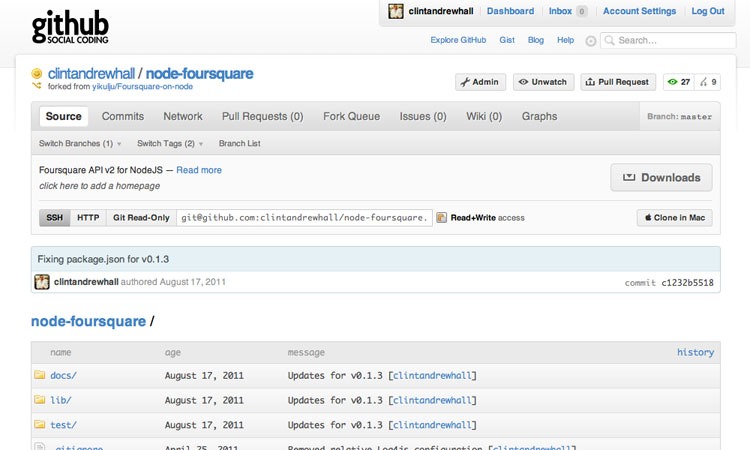 github
SOCIAL CODING
clintandrewhall Dashboard Inbox 0 Account Settings Log Out
Explore GitHub Gist Blog Help Search...
clintandrewhall / node-foursquare
forked from yikulju/Foursquare-on-node
Admin Unwatch Pull Request 27 9
Source Commits Network Pull Requests (0) Fork Queue Issues (0) Wiki (0) Graphs Branch: master
Switch Branches (1) Switch Tags (2) Branch List
Foursquare API v2 for NodeJS — Read more
click here to add a homepage
Downloads
SSH HTTP Git Read-Only git@github.com:clintandrewhall/node-foursquare. Read+Write access Clone in Mac
Fixing package.json for v0.1.3
clintandrewhall authored August 17, 2011 commit c1232b5518
node-foursquare /
name age message history
docs/ August 17, 2011 Updates for v0.1.3 [clintandrewhall]
lib/ August 17, 2011 Updates for v0.1.3 [clintandrewhall]
test/ August 17, 2011 Updates for v0.1.3 [clintandrewhall]
.gitignore April 25, 2011 Removed relative Log4js configuration [clintandrewhall]